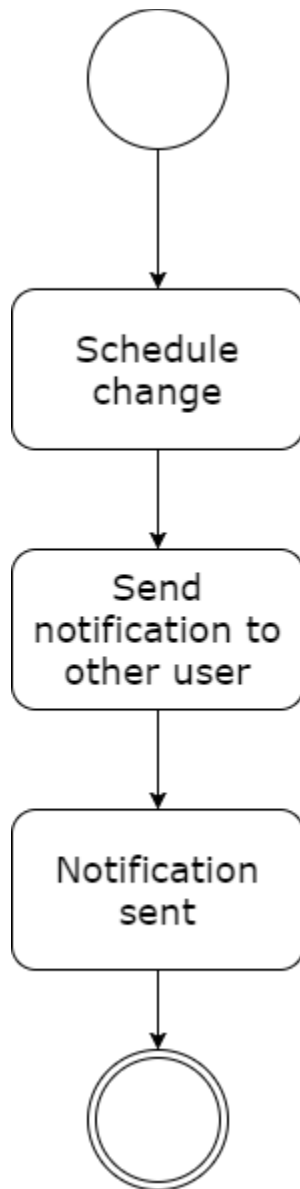 Schedule
change
Send
notification to
other user
Notification
sent